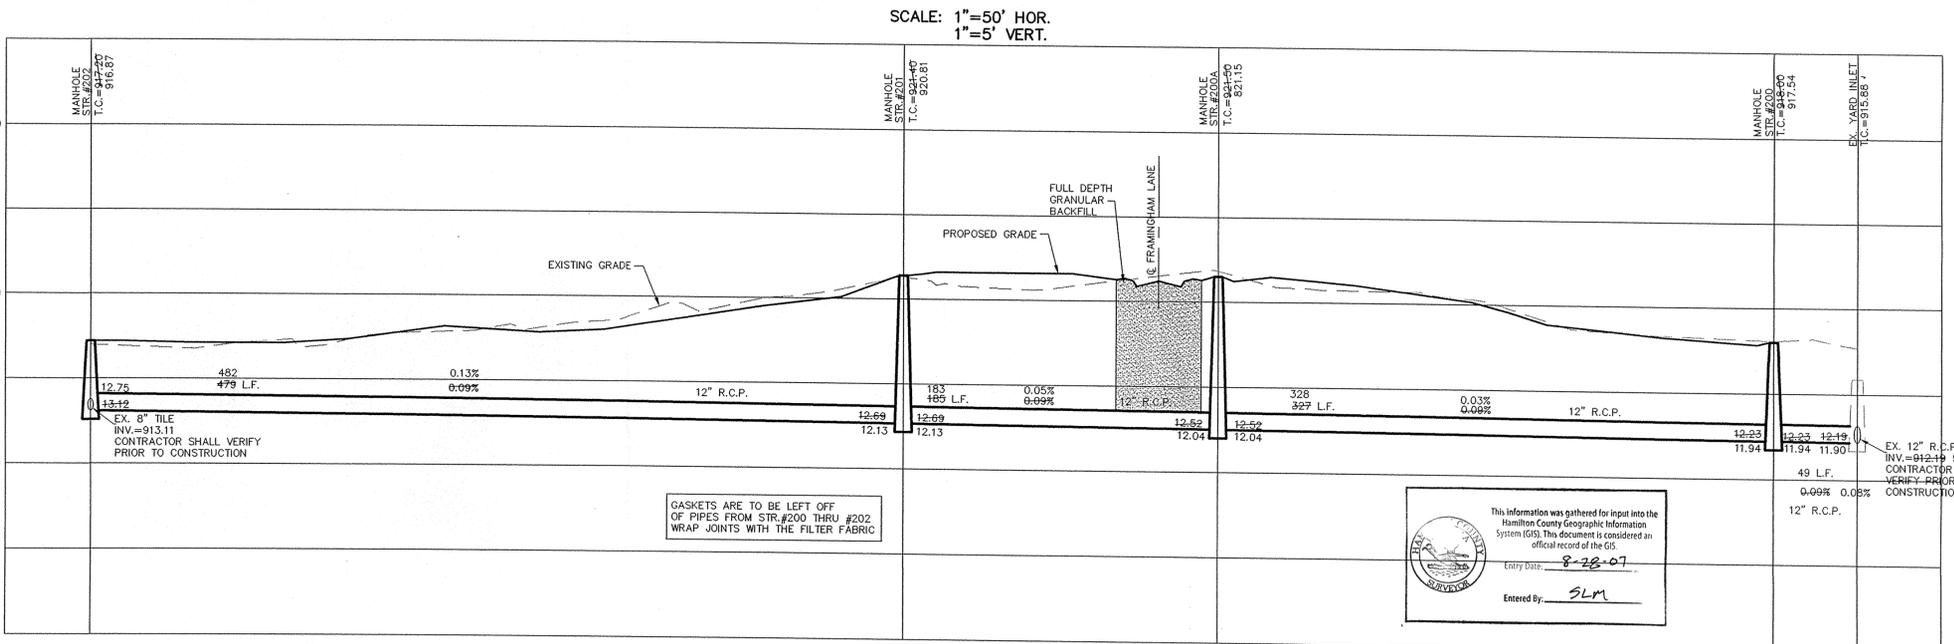 SCALE: 1"=50' HOR.
1"=5' VERT.
MANHOLE
STR.#202
T.C.=917.20
916.87
MANHOLE
STR.#201
T.C.=921.40
920.81
MANHOLE
STR.#200A
T.C.=921.50
821.15
MANHOLE
STR.#200
T.C.=918.00
917.54
EX. YARD INLET
T.C.=915.88'
FULL DEPTH
GRANULAR
BACKFILL
℄ FRAMINGHAM LANE
PROPOSED GRADE
EXISTING GRADE
482
479 L.F.
0.13%
0.09%
12" R.C.P.
12.75
13.12
EX. 8" TILE
INV.=913.11
CONTRACTOR SHALL VERIFY
PRIOR TO CONSTRUCTION
12.69
12.13
12.69
12.13
183
185 L.F.
0.05%
0.09%
12" R.C.P.
12.52
12.04
12.52
12.04
328
327 L.F.
0.03%
0.09%
12" R.C.P.
12.23
11.94
12.23
11.94
12.19
11.90
49 L.F.
0.09% 0.08%
12" R.C.P.
EX. 12" R.C.P
INV.=912.19
CONTRACTOR
VERIFY PRIOR
CONSTRUCTIO
GASKETS ARE TO BE LEFT OFF
OF PIPES FROM STR.#200 THRU #202
WRAP JOINTS WITH THE FILTER FABRIC
This information was gathered for input into the
Hamilton County Geographic Information
System (GIS). This document is considered an
official record of the GIS.
Entry Date: 8-28-07
Entered By: SLM
COUNTY
SURVEYOR